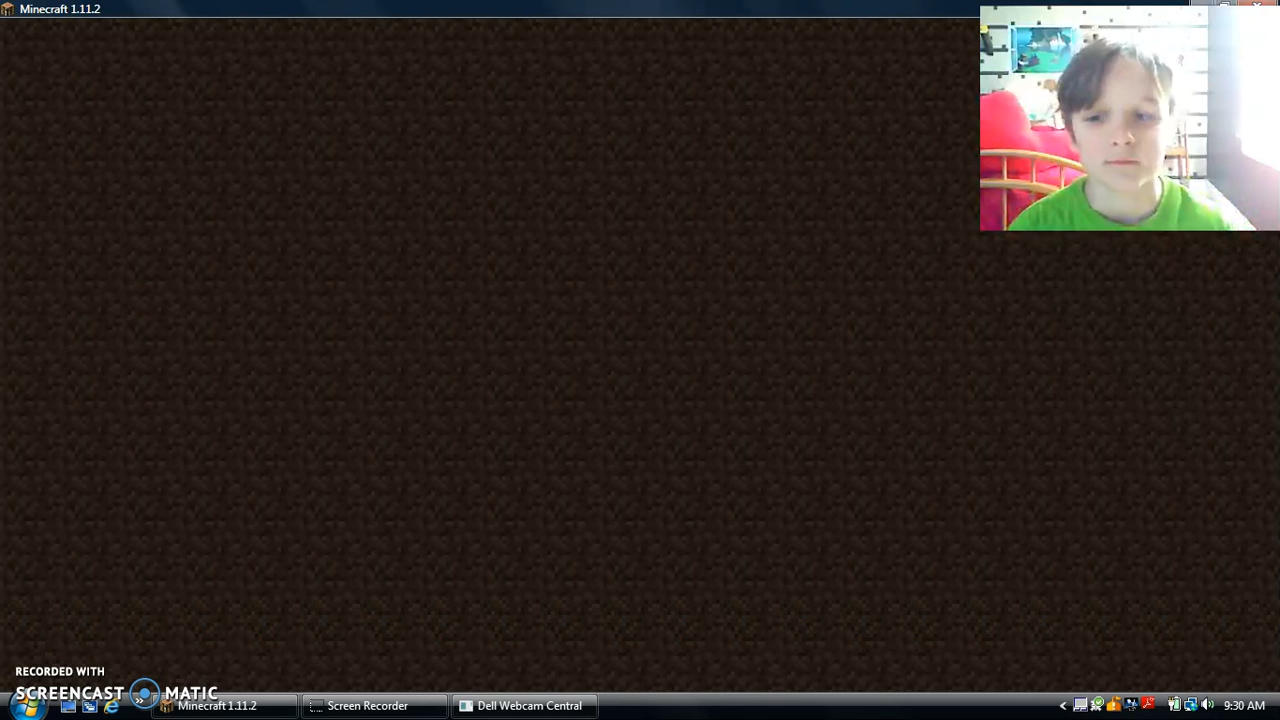 Minecraft 1.11.2
RECORDED WITH
SCREENCAST MATIC
Minecraft 1.11.2
Screen Recorder
Dell Webcam Central
9:30 AM